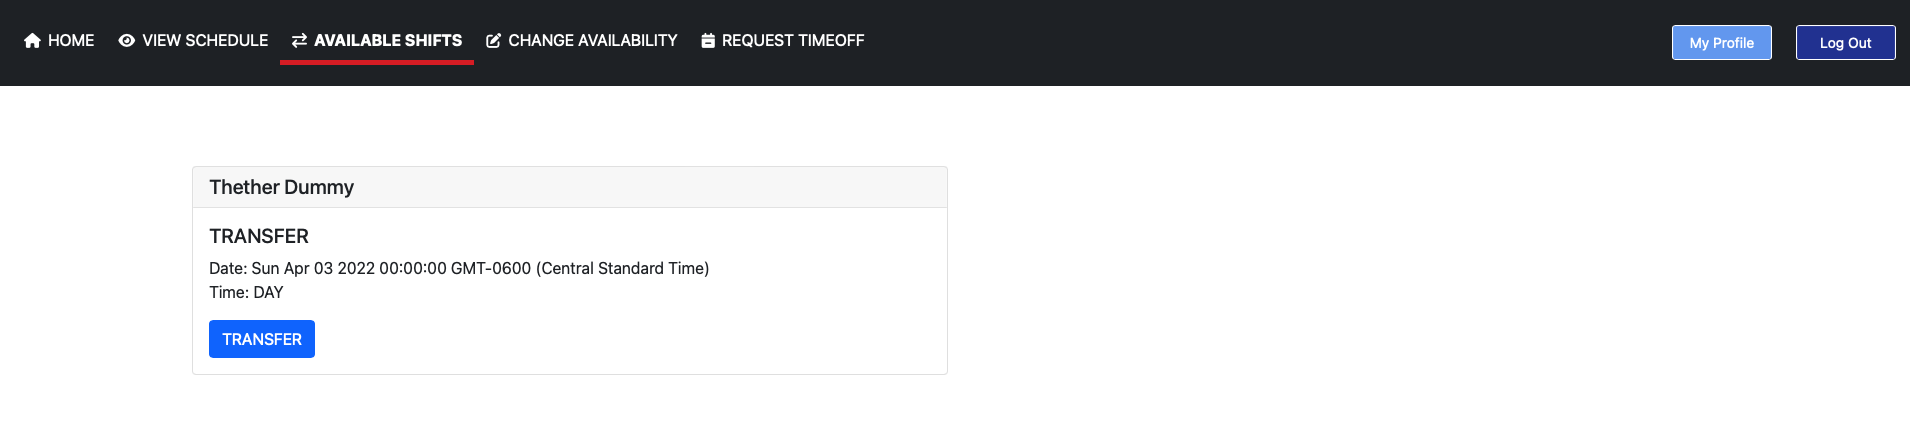 HOME VIEW SCHEDULE AVAILABLE SHIFTS CHANGE AVAILABILITY REQUEST TIMEOFF My Profile Log Out
Thether Dummy
TRANSFER
Date: Sun Apr 03 2022 00:00:00 GMT-0600 (Central Standard Time)
Time: DAY
TRANSFER